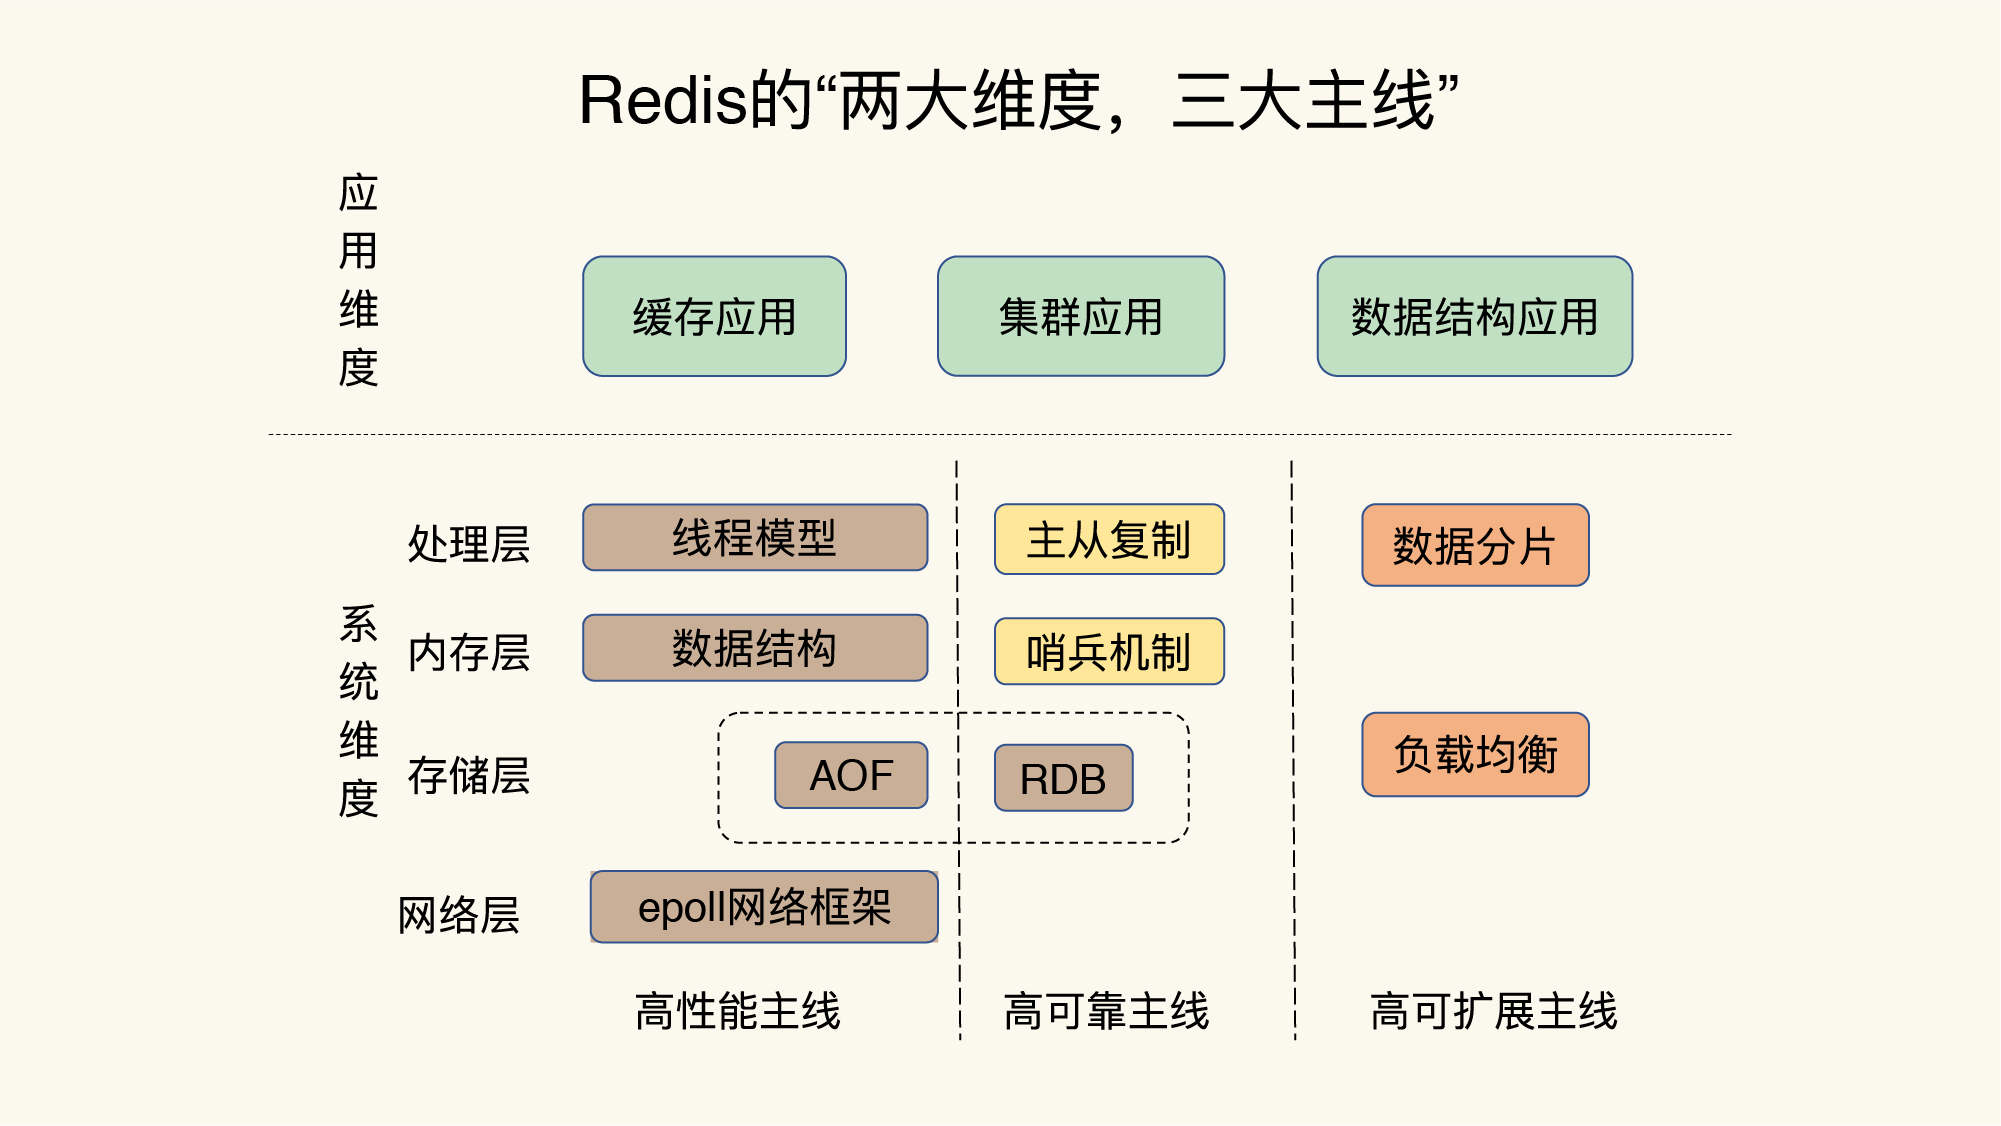 Redis的“两大维度，三大主线”
应用维度
缓存应用
集群应用
数据结构应用
系统维度
处理层
线程模型
主从复制
数据分片
内存层
数据结构
哨兵机制
存储层
AOF
RDB
负载均衡
网络层
epoll网络框架
高性能主线
高可靠主线
高可扩展主线